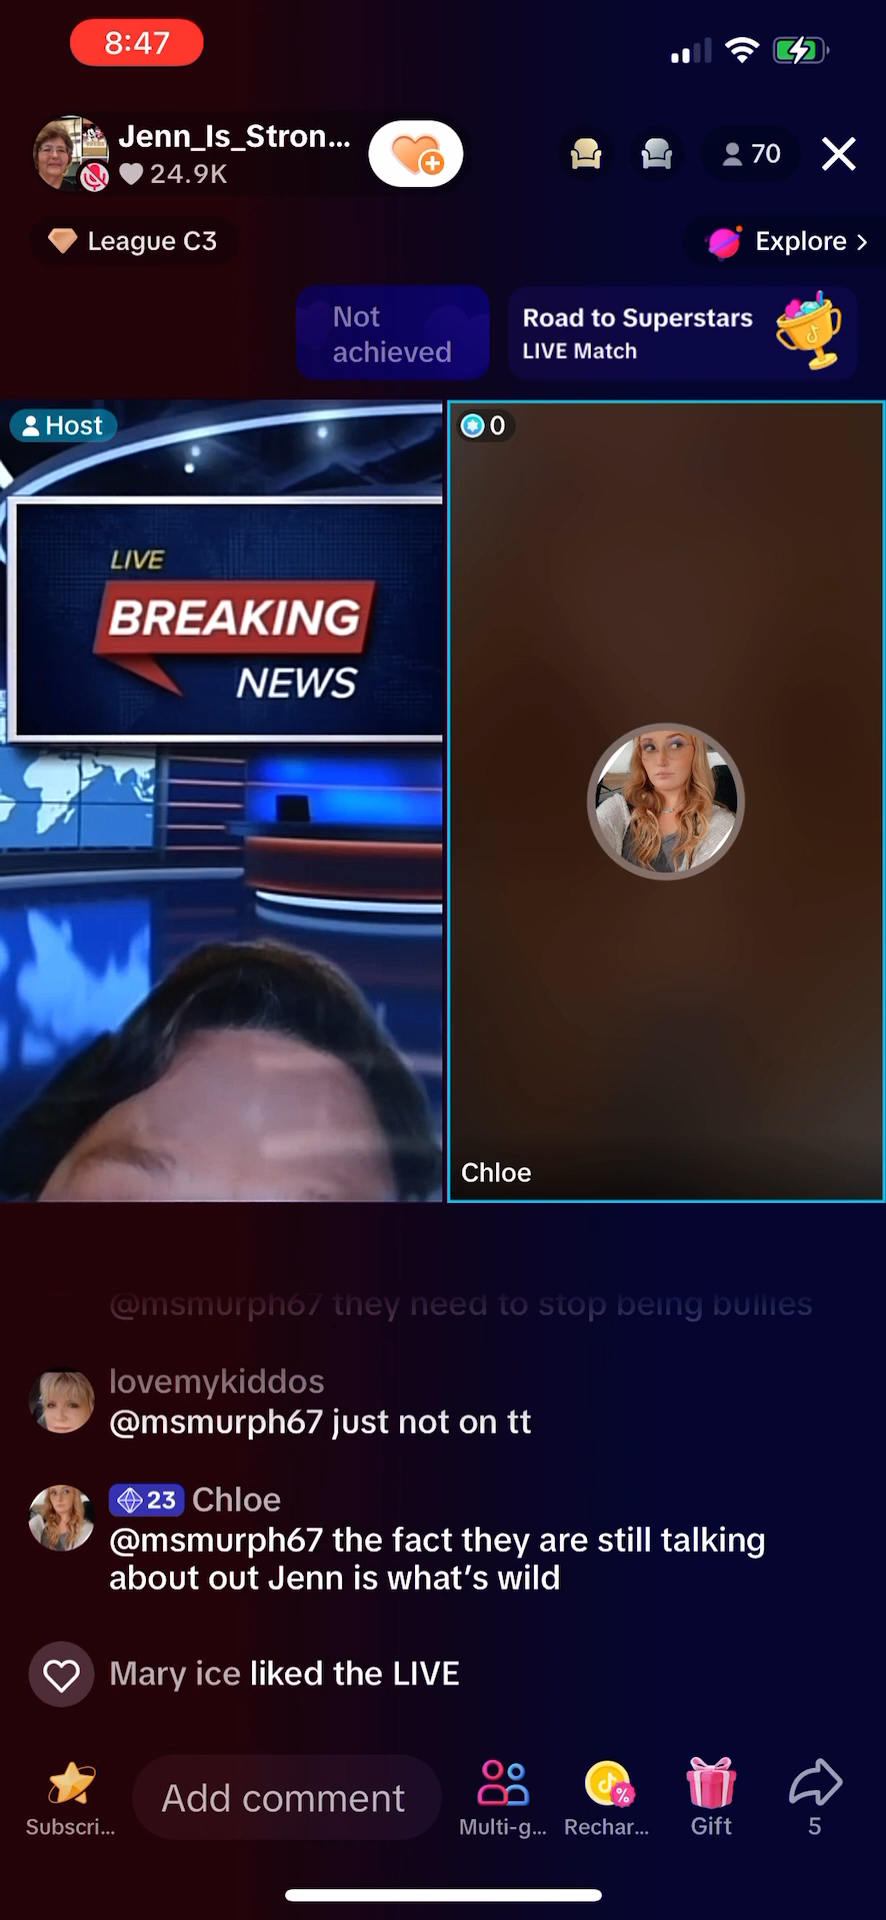 8:47
Jenn_Is_Stron...
24.9K
70
League C3
Explore >
Not
achieved
Road to Superstars
LIVE Match
Host
0
LIVE
BREAKING
NEWS
Chloe
@msmurph67 they need to stop being bullies
lovemykiddos
@msmurph67 just not on tt
23 Chloe
@msmurph67 the fact they are still talking
about out Jenn is what's wild
Mary ice liked the LIVE
Add comment
Subscri...
Multi-g...
Rechar...
Gift
5